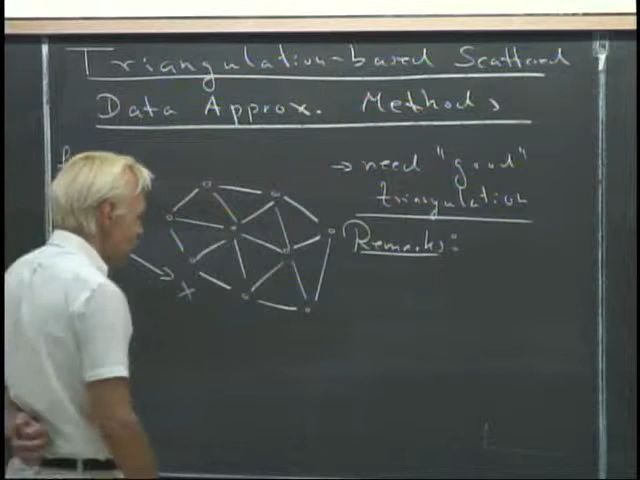 Triangulation-based Scattered
Data Approx. Methods
→ need "good"
triangulation
Remarks:
x